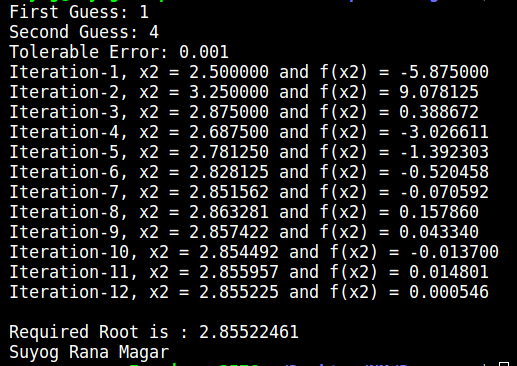 First Guess: 1
Second Guess: 4
Tolerable Error: 0.001
Iteration-1, x2 = 2.500000 and f(x2) = -5.875000
Iteration-2, x2 = 3.250000 and f(x2) = 9.078125
Iteration-3, x2 = 2.875000 and f(x2) = 0.388672
Iteration-4, x2 = 2.687500 and f(x2) = -3.026611
Iteration-5, x2 = 2.781250 and f(x2) = -1.392303
Iteration-6, x2 = 2.828125 and f(x2) = -0.520458
Iteration-7, x2 = 2.851562 and f(x2) = -0.070592
Iteration-8, x2 = 2.863281 and f(x2) = 0.157860
Iteration-9, x2 = 2.857422 and f(x2) = 0.043340
Iteration-10, x2 = 2.854492 and f(x2) = -0.013700
Iteration-11, x2 = 2.855957 and f(x2) = 0.014801
Iteration-12, x2 = 2.855225 and f(x2) = 0.000546
Required Root is : 2.85522461
Suyog Rana Magar